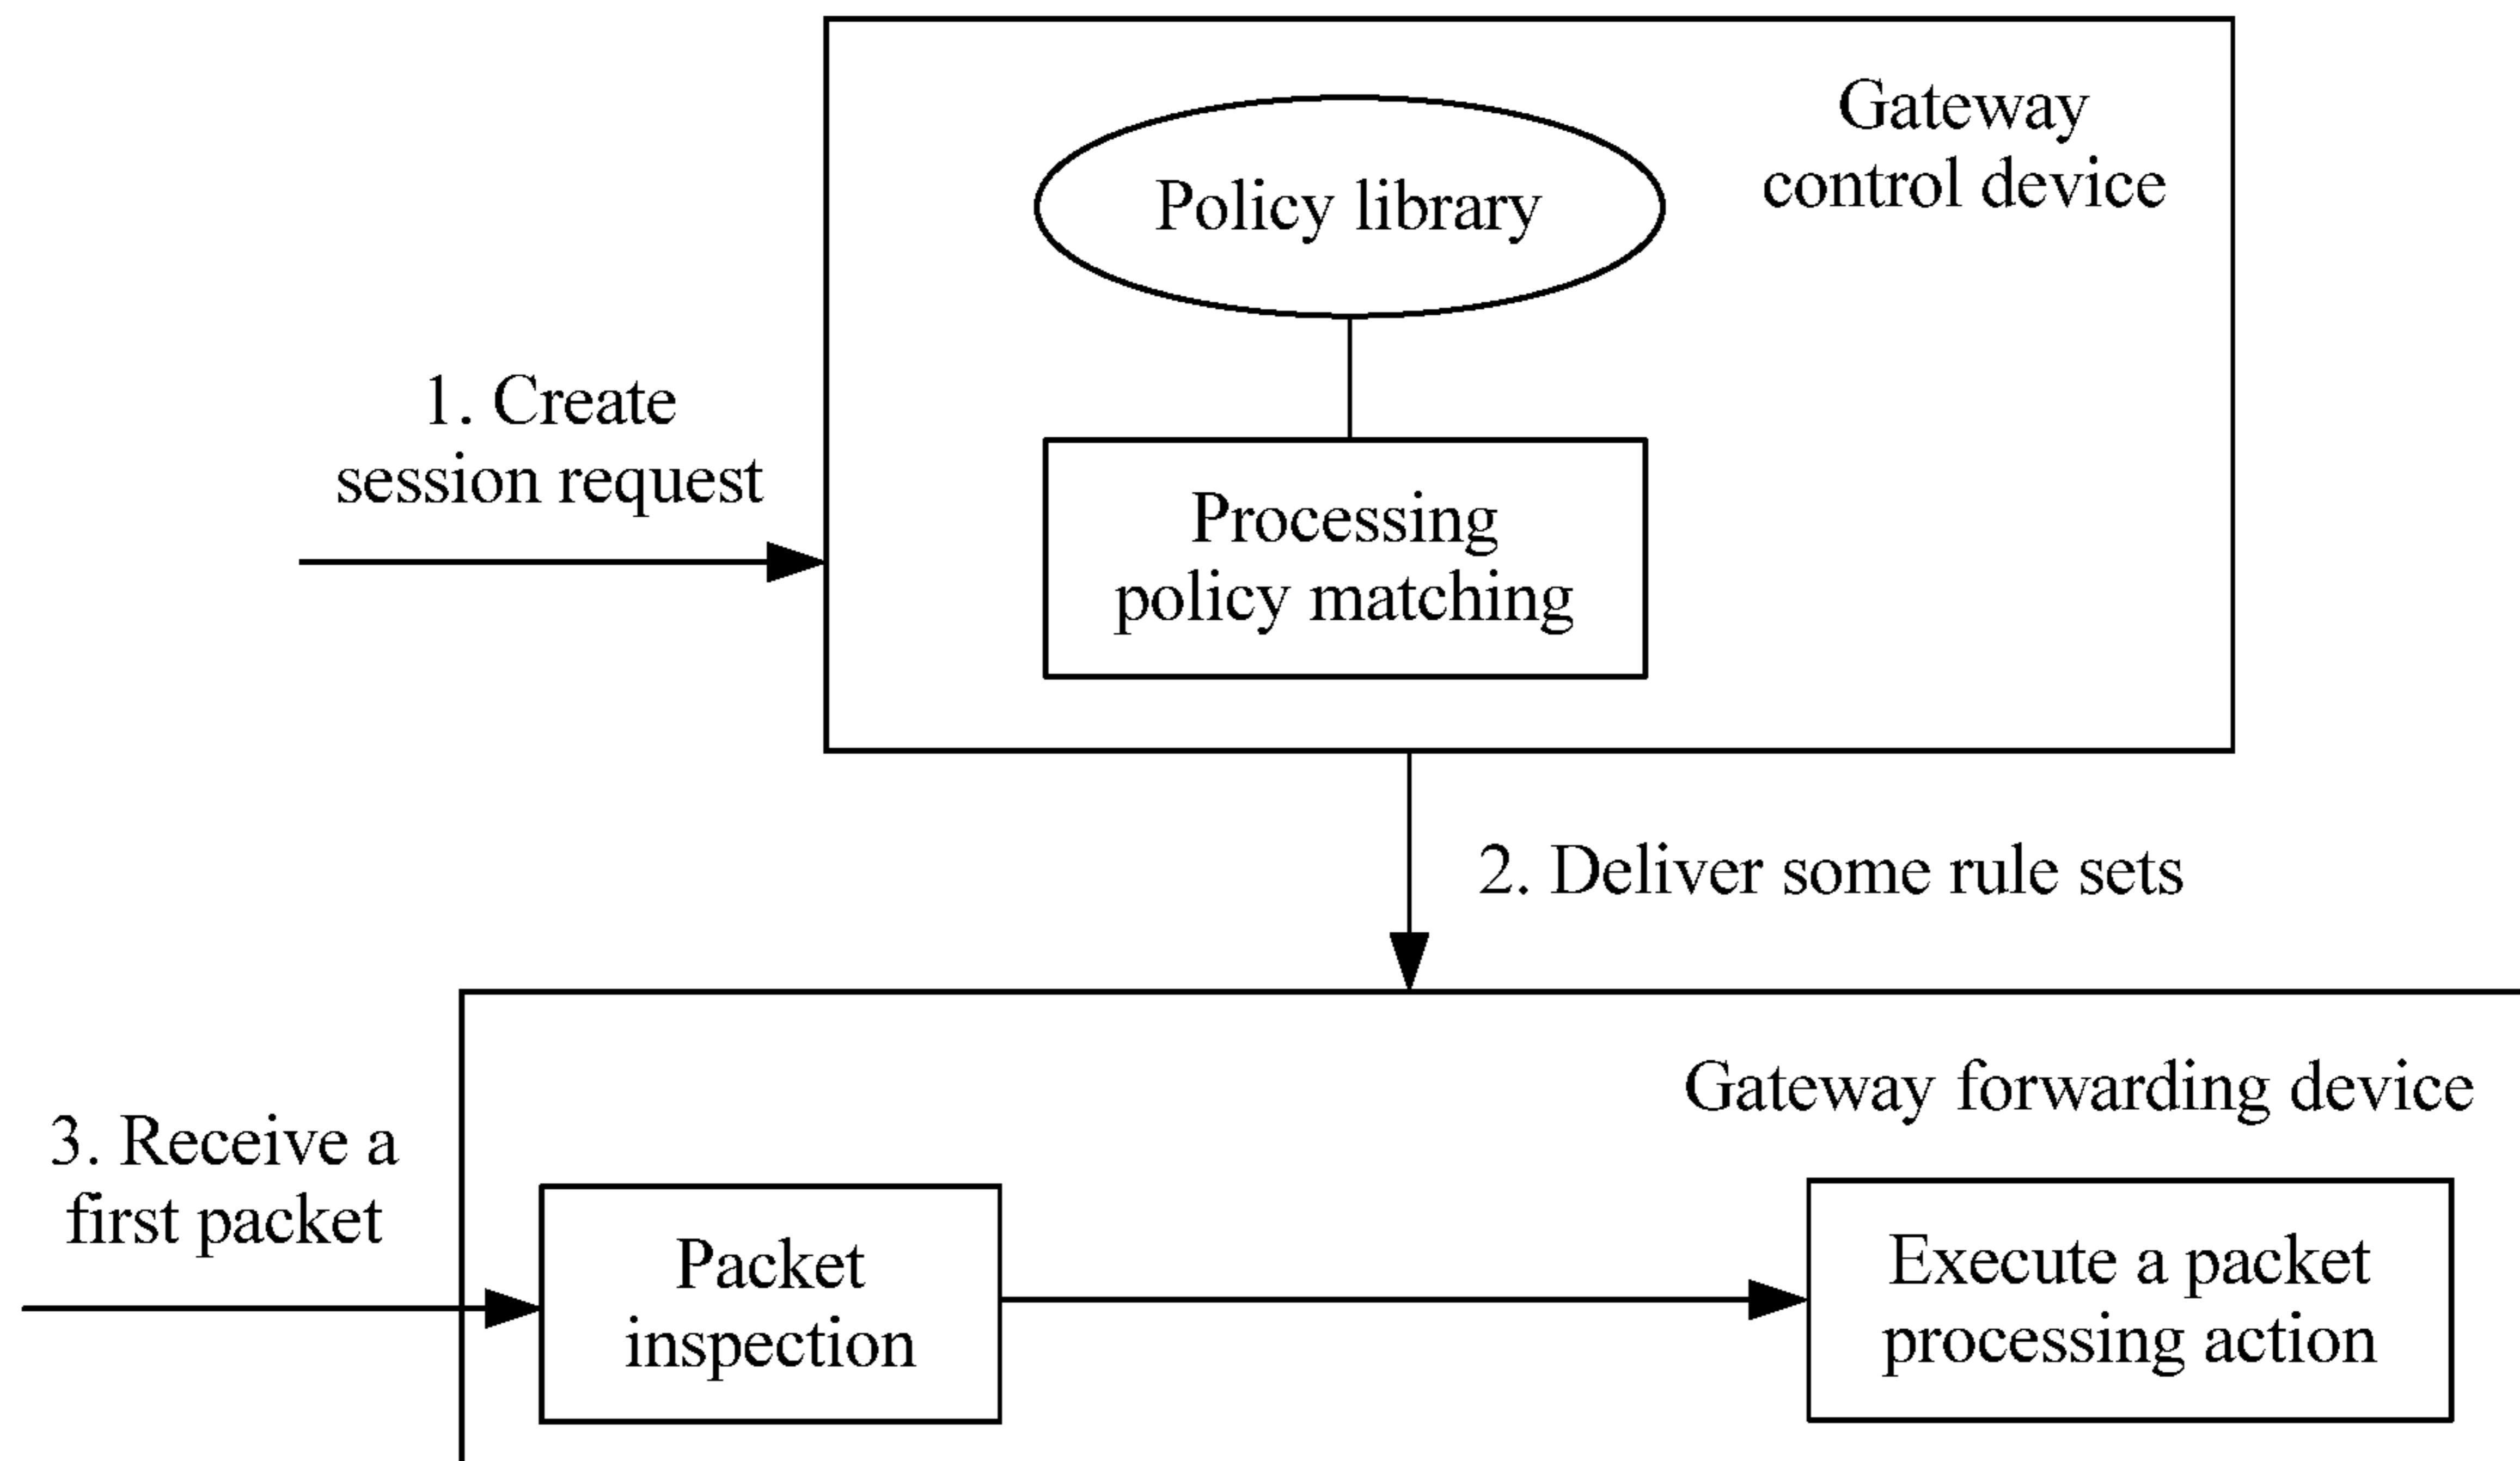 Gateway
control device
Policy library
1. Create
session request
Processing
policy matching
2. Deliver some rule sets
Gateway forwarding device
3. Receive a
first packet
Packet
inspection
Execute a packet
processing action